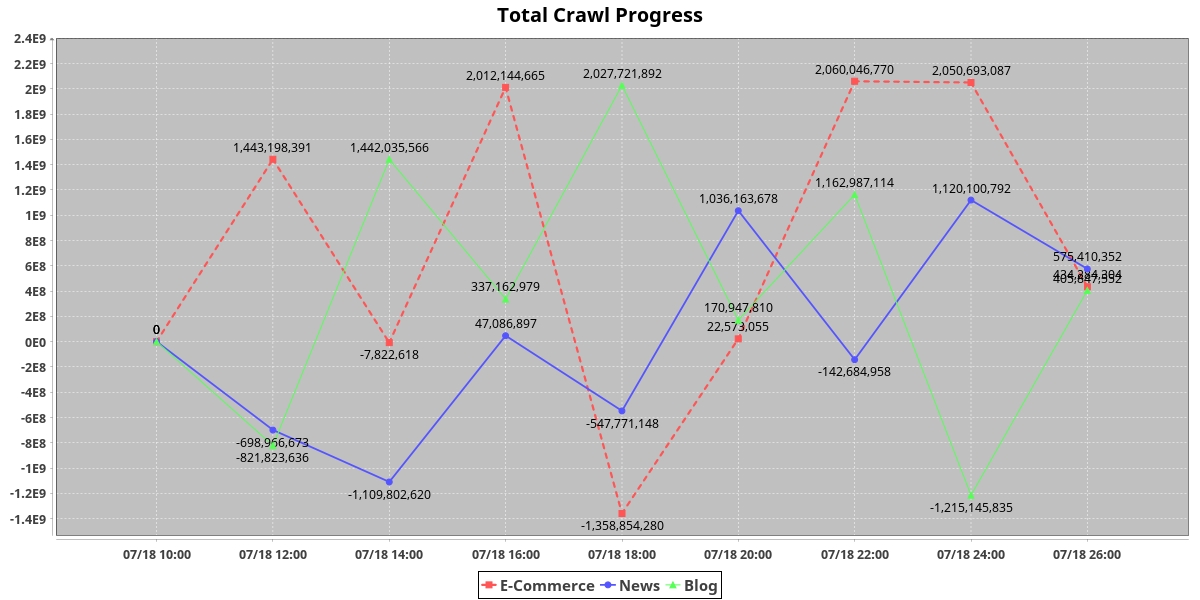 Total Crawl Progress
2.4E9
2.2E9
2E9
1.8E9
1.6E9
1.4E9
1.2E9
1E9
8E8
6E8
4E8
2E8
0E0
-2E8
-4E8
-6E8
-8E8
-1E9
-1.2E9
-1.4E9
0
1,443,198,391
-698,966,673
-821,823,636
1,442,035,566
-7,822,618
-1,109,802,620
2,012,144,665
337,162,979
47,086,897
2,027,721,892
-547,771,148
-1,358,854,280
1,036,163,678
170,947,810
22,573,055
2,060,046,770
1,162,987,114
-142,684,958
2,050,693,087
1,120,100,792
-1,215,145,835
575,410,352
07/18 10:00 07/18 12:00 07/18 14:00 07/18 16:00 07/18 18:00 07/18 20:00 07/18 22:00 07/18 24:00 07/18 26:00
E-Commerce News Blog